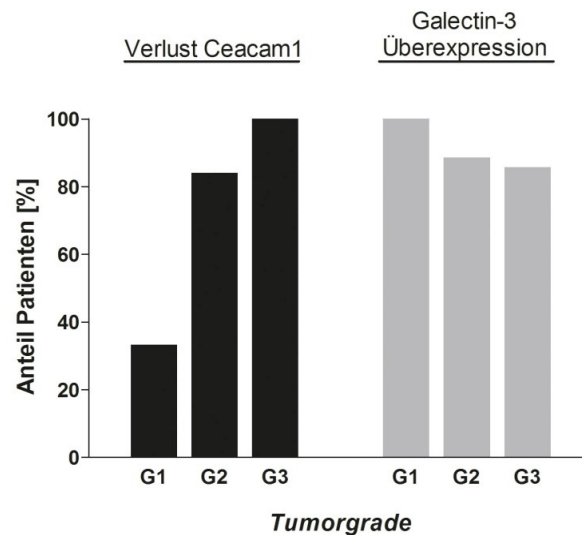 Verlust Ceacam1
Galectin-3
Überexpression
Anteil Patienten [%]
100
80
60
40
20
0
G1 G2 G3 G1 G2 G3
Tumorgrade